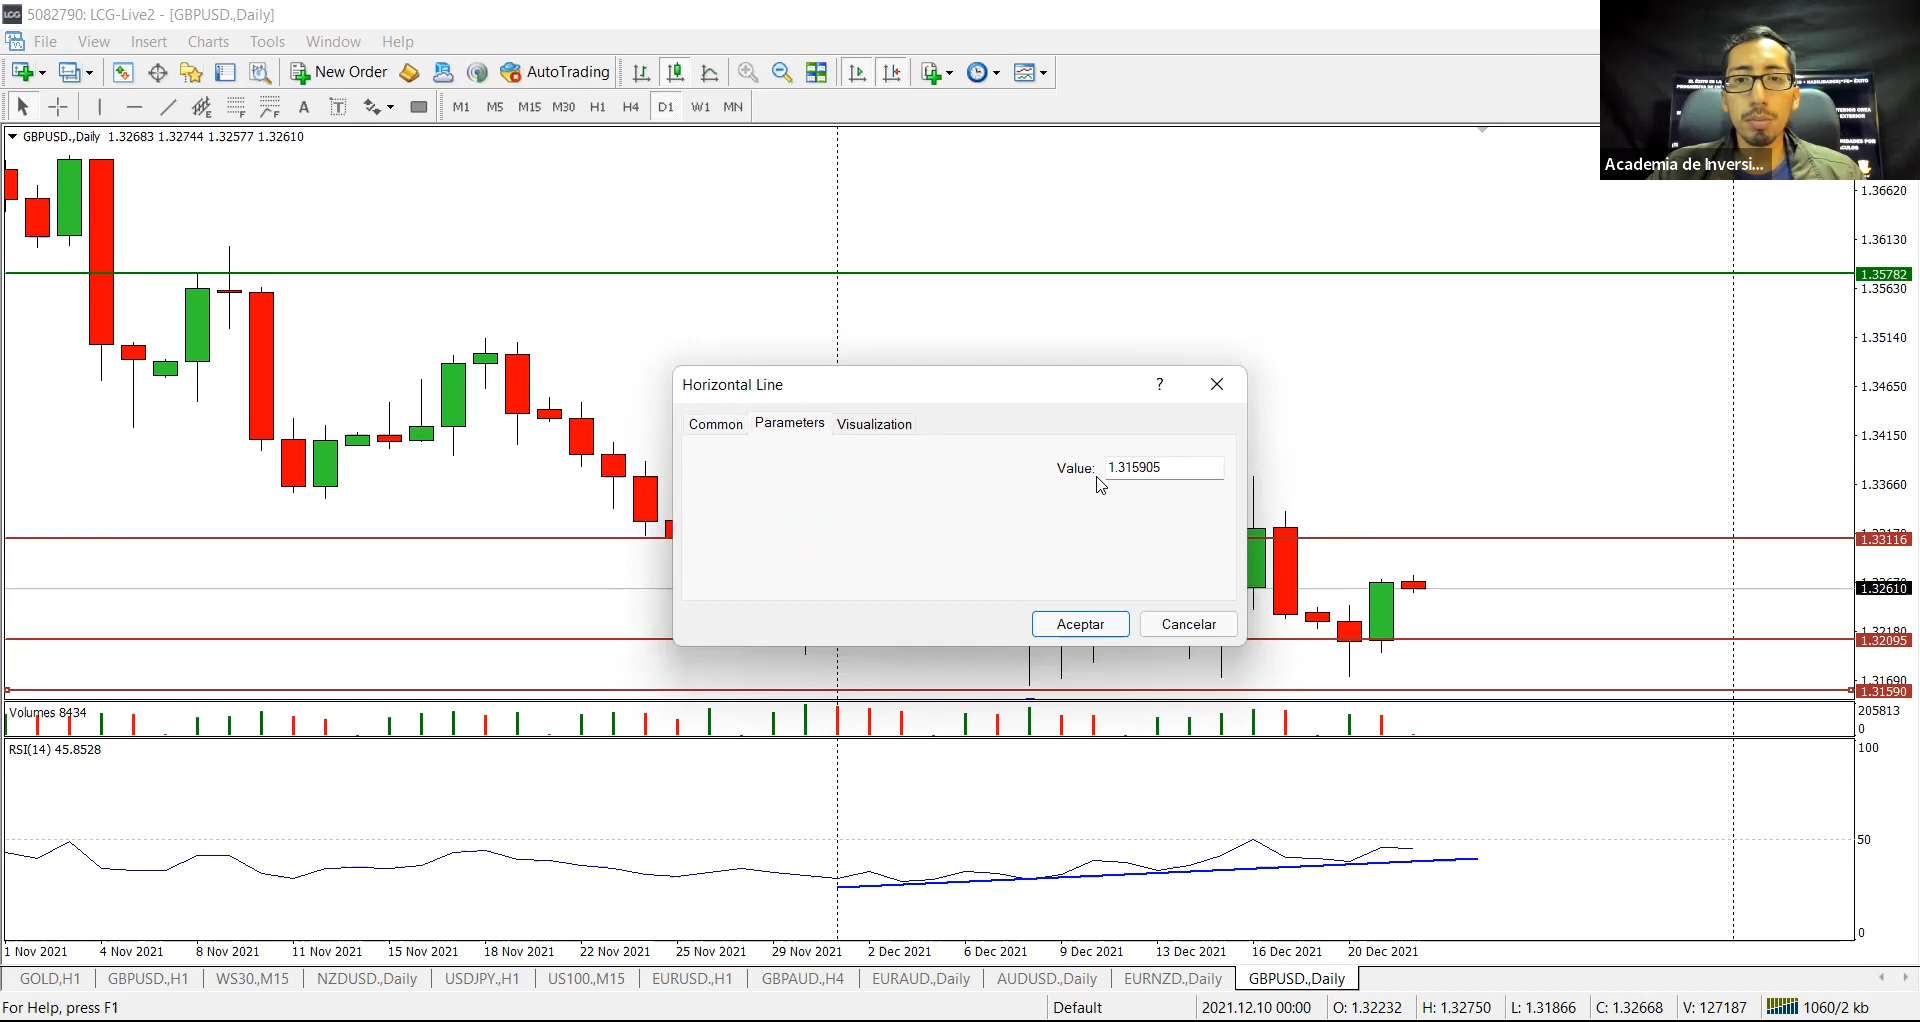 5082790: LCG-Live2 - [GBPUSD.,Daily]
File View Insert Charts Tools Window Help
New Order AutoTrading
A T M1 M5 M15 M30 H1 H4 D1 W1 MN
GBPUSD.,Daily 1.32683 1.32744 1.32577 1.32610
Academia de Inversi...
1.36620
1.36130
1.35782
1.35630
1.35140
1.34650
1.34150
1.33660
1.33116
1.32610
1.32180
1.32095
1.31690
1.31590
Horizontal Line ?
Common Parameters Visualization
Value: 1.315905
Aceptar Cancelar
Volumes 8434
205813
0
RSI(14) 45.8528
100
50
0
1 Nov 2021 4 Nov 2021 8 Nov 2021 11 Nov 2021 15 Nov 2021 18 Nov 2021 22 Nov 2021 25 Nov 2021 29 Nov 2021 2 Dec 2021 6 Dec 2021 9 Dec 2021 13 Dec 2021 16 Dec 2021 20 Dec 2021
GOLD,H1 GBPUSD.,H1 WS30.,M15 NZDUSD.,Daily USDJPY.,H1 US100.,M15 EURUSD.,H1 GBPAUD.,H4 EURAUD.,Daily AUDUSD.,Daily EURNZD.,Daily GBPUSD.,Daily
For Help, press F1 Default 2021.12.10 00:00 O: 1.32232 H: 1.32750 L: 1.31866 C: 1.32668 V: 127187 1060/2 kb